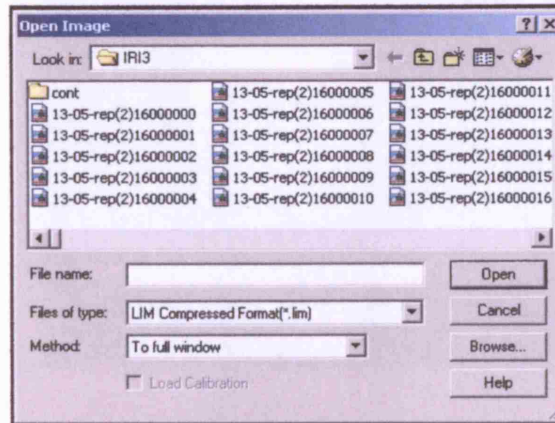 Open Image
Look in: IRI3
cont 13-05-rep(2)16000005 13-05-rep(2)16000011
13-05-rep(2)16000000 13-05-rep(2)16000006 13-05-rep(2)16000012
13-05-rep(2)16000001 13-05-rep(2)16000007 13-05-rep(2)16000013
13-05-rep(2)16000002 13-05-rep(2)16000008 13-05-rep(2)16000014
13-05-rep(2)16000003 13-05-rep(2)16000009 13-05-rep(2)16000015
13-05-rep(2)16000004 13-05-rep(2)16000010 13-05-rep(2)16000016
File name: Open
Files of type: LIM Compressed Format(*.lim) Cancel
Method: To full window Browse...
Load Calibration Help